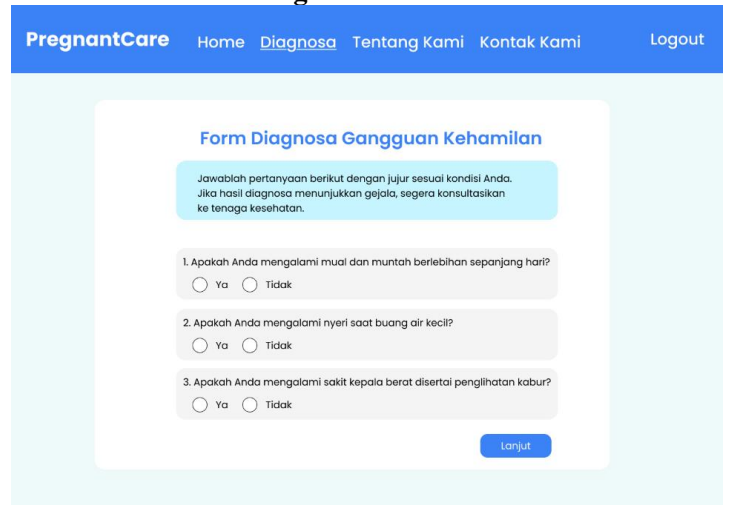 PregnantCare Home Diagnosa Tentang Kami Kontak Kami Logout
Form Diagnosa Gangguan Kehamilan
Jawablah pertanyaan berikut dengan jujur sesuai kondisi Anda.
Jika hasil diagnosa menunjukkan gejala, segera konsultasikan
ke tenaga kesehatan.
1. Apakah Anda mengalami mual dan muntah berlebihan sepanjang hari?
Ya Tidak
2. Apakah Anda mengalami nyeri saat buang air kecil?
Ya Tidak
3. Apakah Anda mengalami sakit kepala berat disertai penglihatan kabur?
Ya Tidak
Lanjut